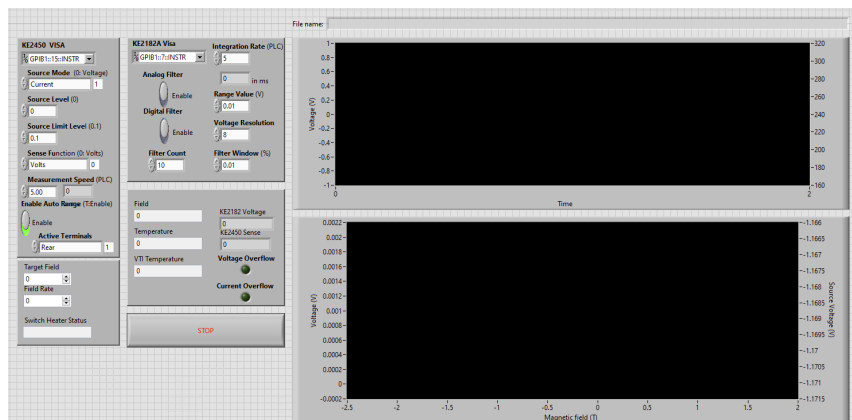 File name:
KE2450 VISA
GPIB1::15::INSTR
Source Mode (0: Voltage)
Current 1
Source Level (0)
0
Source Limit Level (0.1)
0.1
Sense Function (0: Volts)
Volts 0
Measurement Speed (PLC)
5.00 0
Enable Auto Range (T:Enable)
Enable
Active Terminals
Rear 1
Target Field
0
Field Rate
0
Switch Heater Status
KE2182A Visa
GPIB1::7::INSTR
Integration Rate (PLC)
5
Analog Filter
0 in ms
Enable
Range Value (V)
0.01
Digital Filter
Voltage Resolution
Enable
8
Filter Count
Filter Window (%)
10
0.01
Field
0
KE2182 Voltage
0
Temperature
KE2450 Sense
0
0
VTI Temperature
Voltage Overflow
0
Current Overflow
STOP
Voltage (V)
1
0.8
0.6
0.4
0.2
0
-0.2
-0.4
-0.6
-0.8
-1
320
300
280
260
240
220
200
180
160
0
2
Time
Voltage (V)
0.0022
0.002
0.0018
0.0016
0.0014
0.0012
0.001
0.0008
0.0006
0.0004
0.0002
0
-0.0002
-1.166
-1.1665
-1.167
-1.1675
-1.168
-1.1685
-1.169
-1.1695
-1.17
-1.1705
-1.171
-1.1715
Source Voltage (V)
-2.5 -2 -1.5 -1 -0.5 0 0.5 1 1.5 2
Magnetic field (T)